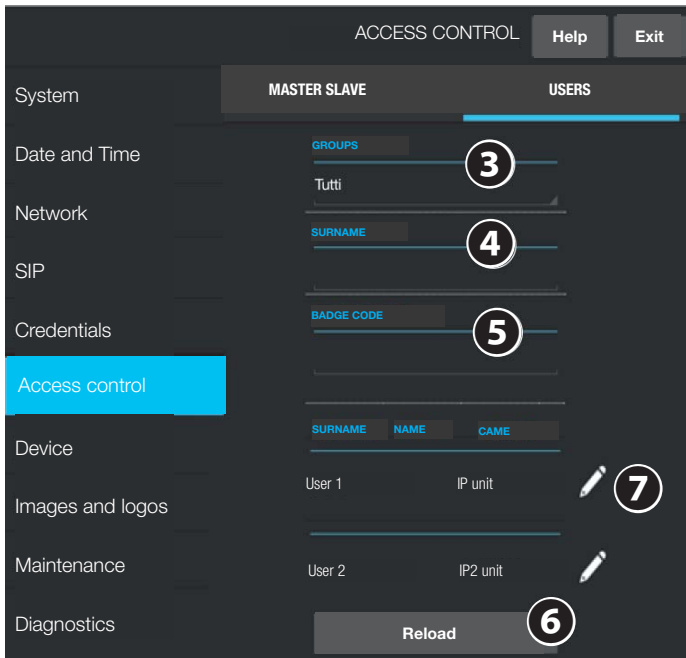 ACCESS CONTROL Help Exit
System
Date and Time
Network
SIP
Credentials
Access control
Device
Images and logos
Maintenance
Diagnostics
MASTER SLAVE USERS
GROUPS
3
Tutti
SURNAME
4
BADGE CODE
5
SURNAME NAME CAME
User 1 IP unit
7
User 2 IP2 unit
Reload
6